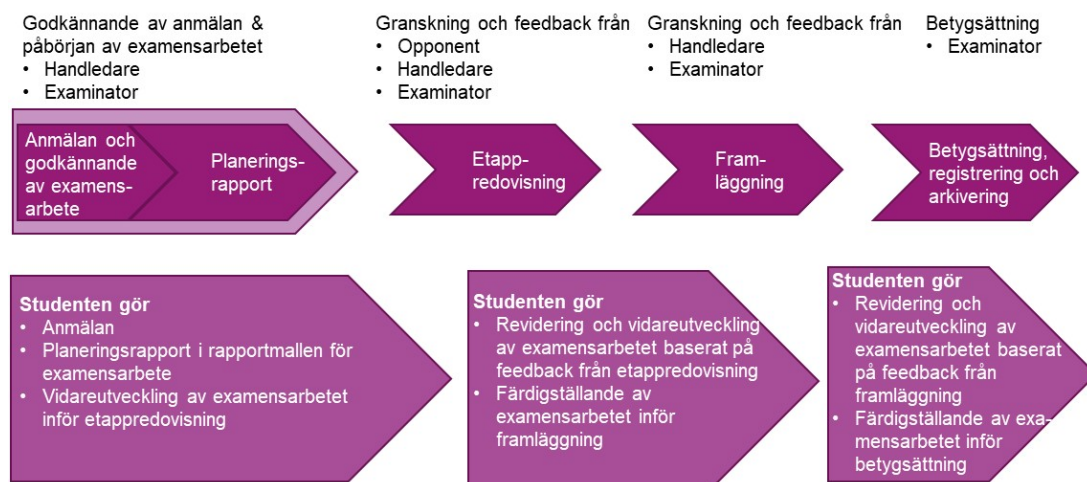 Godkännande av anmälan &
påbörjan av examensarbetet
• Handledare
• Examinator
Granskning och feedback från
• Opponent
• Handledare
• Examinator
Granskning och feedback från
• Handledare
• Examinator
Betygsättning
• Examinator
Anmälan och
godkännande
av examens-
arbete
Planerings-
rapport
Etapp-
redovisning
Fram-
läggning
Betygsättning,
registrering och
arkivering
Studenten gör
• Anmälan
• Planeringsrapport i rapportmallen för
examensarbete
• Vidareutveckling av examensarbetet
inför etappredovisning
Studenten gör
• Revidering och vidareutveckling
av examensarbetet baserat på
feedback från etappredovisning
• Färdigställande av
examensarbetet inför
framläggning
Studenten gör
• Revidering och
vidareutveckling av
examensarbetet baserat
på feedback från
framläggning
• Färdigställande av exa-
mensarbetet inför
betygsättning